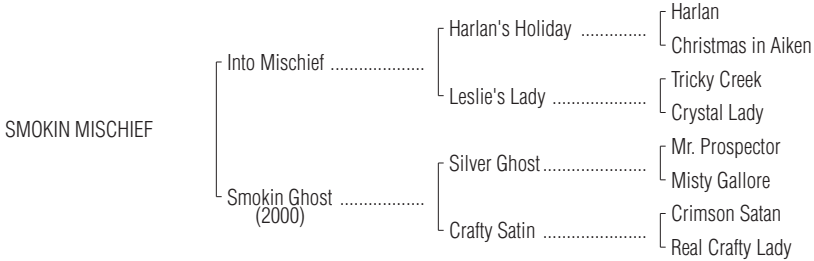 Harlan
Harlan's Holiday ..............
Christmas in Aiken
Into Mischief ....................
Tricky Creek
Leslie's Lady ....................
Crystal Lady
SMOKIN MISCHIEF
Mr. Prospector
Silver Ghost ......................
Misty Gallore
Smokin Ghost ..................
(2000)
Crimson Satan
Crafty Satin ......................
Real Crafty Lady